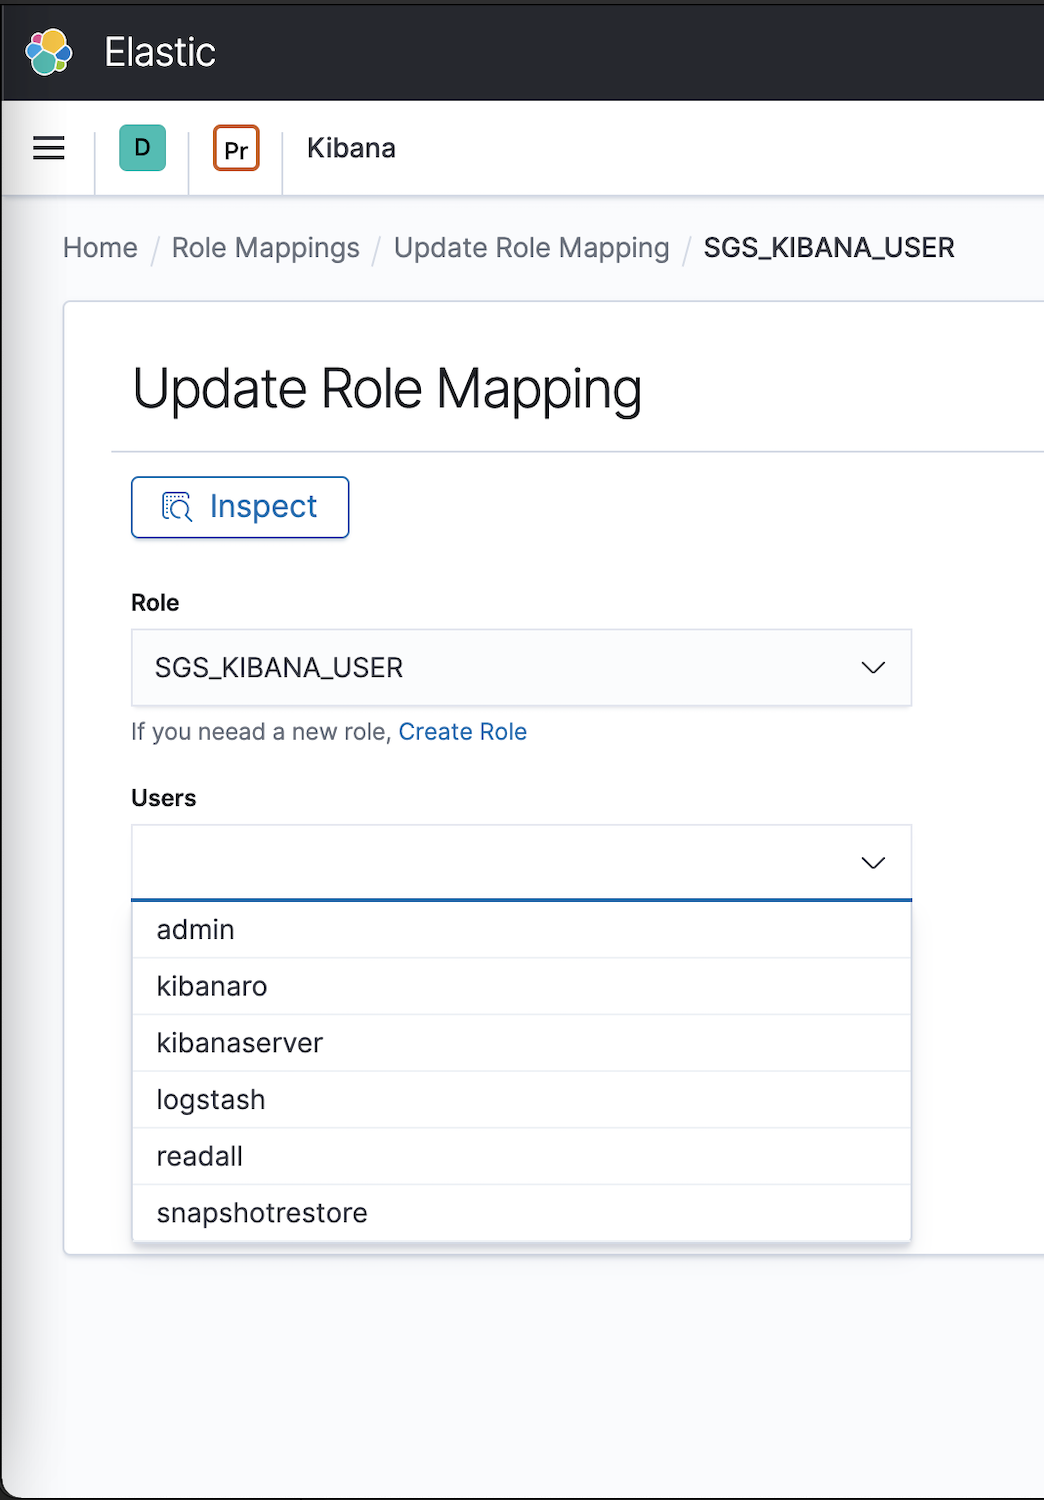 Elastic
D Pr Kibana
Home / Role Mappings / Update Role Mapping / SGS_KIBANA_USER
Update Role Mapping
Inspect
Role
SGS_KIBANA_USER
If you neead a new role, Create Role
Users
admin
kibanaro
kibanaserver
logstash
readall
snapshotrestore